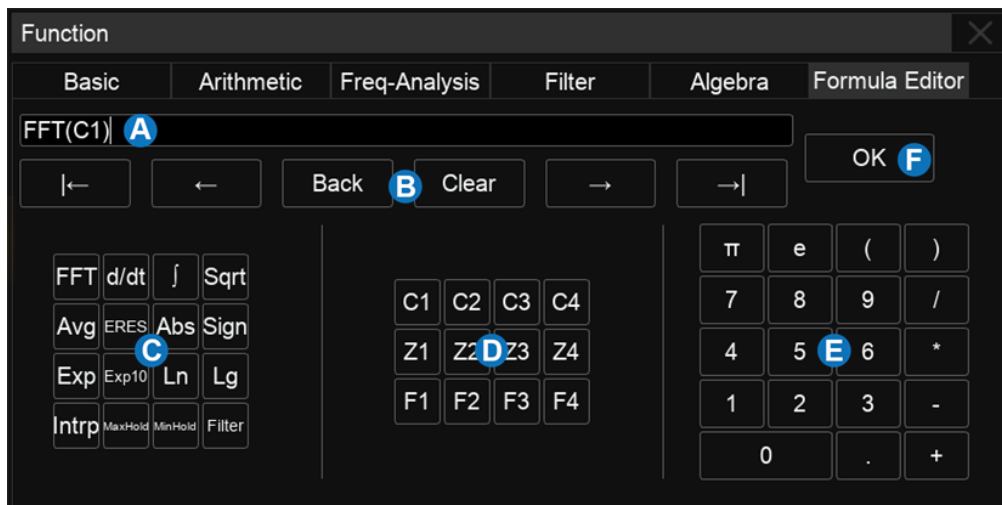 Function
Basic Arithmetic Freq-Analysis Filter Algebra Formula Editor
FFT(C1) A
OK F
|← ← Back B Clear → →|
FFT d/dt ∫ Sqrt
Avg ERES Abs Sign
C
Exp Exp10 Ln Lg
Intrp MaxHold MinHold Filter
C1 C2 C3 C4
Z1 Z2 D Z3 Z4
F1 F2 F3 F4
π e ( )
7 8 9 /
4 5 E 6 *
1 2 3 -
0 . +